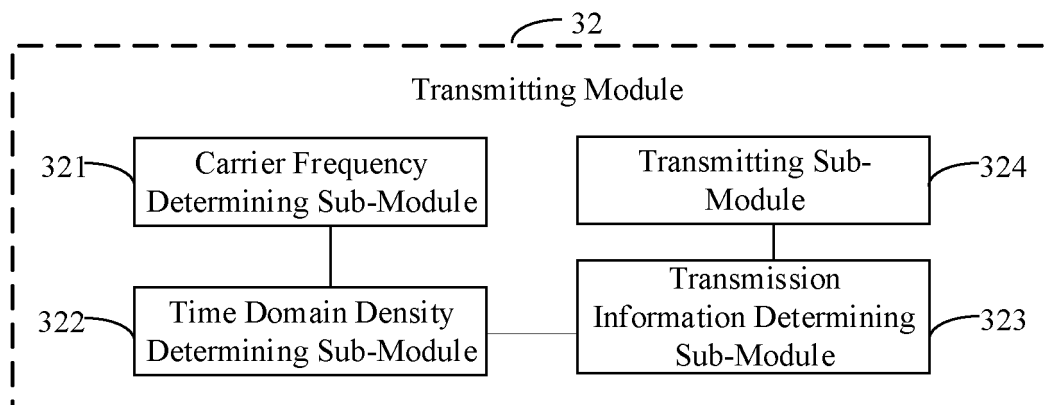 32
Transmitting Module
321
Carrier Frequency
Determining Sub-Module
Transmitting Sub-
Module
324
322
Time Domain Density
Determining Sub-Module
Transmission
Information Determining
Sub-Module
323